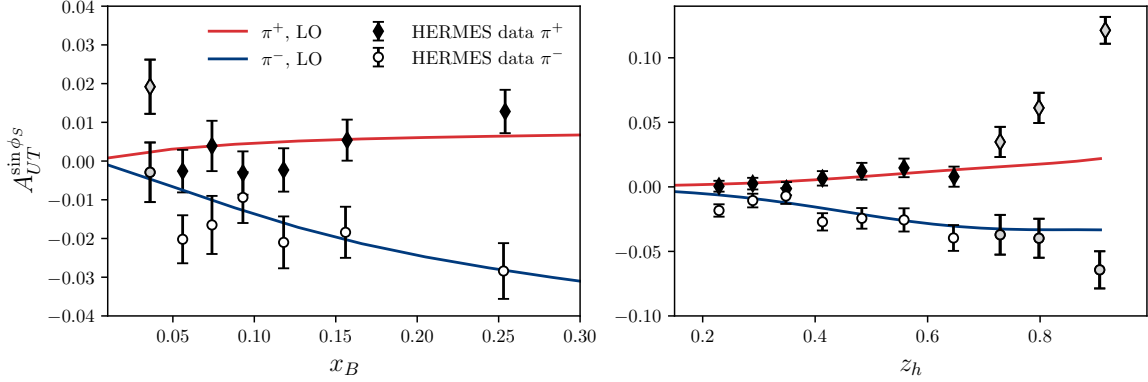 0.04
0.03
0.02
0.01
0.00
−0.01
−0.02
−0.03
−0.04
A_{UT}^{\sin\phi_S}
π⁺, LO
π⁻, LO
HERMES data π⁺
HERMES data π⁻
0.05 0.10 0.15 0.20 0.25 0.30
x_B
0.10
0.05
0.00
−0.05
−0.10
0.2 0.4 0.6 0.8
z_h